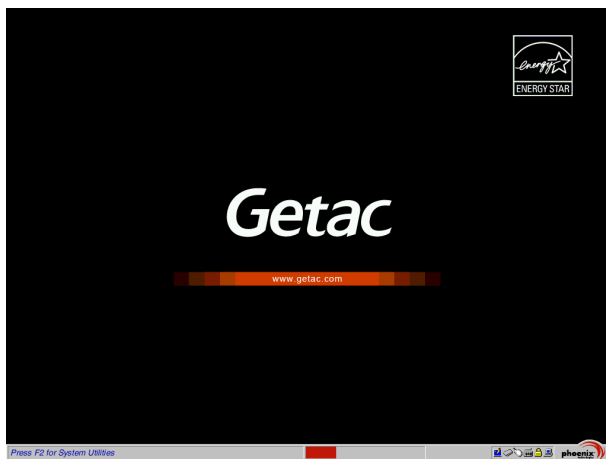 energy
ENERGY STAR
Getac
www.getac.com
Press F2 for System Utilities
phoenix